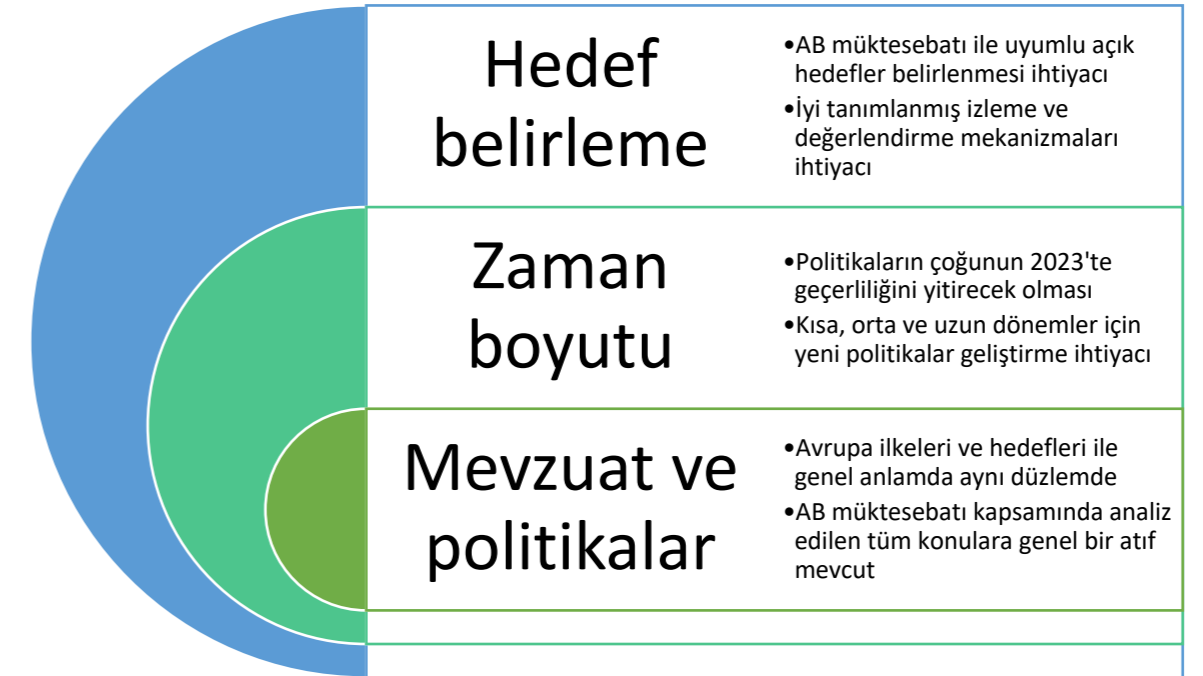 Hedef
belirleme
•AB müktesebatı ile uyumlu açık
hedefler belirlenmesi ihtiyacı
•İyi tanımlanmış izleme ve
değerlendirme mekanizmaları
ihtiyacı
Zaman
boyutu
•Politikaların çoğunun 2023'te
geçerliliğini yitirecek olması
•Kısa, orta ve uzun dönemler için
yeni politikalar geliştirme ihtiyacı
Mevzuat ve
politikalar
•Avrupa ilkeleri ve hedefleri ile
genel anlamda aynı düzlemde
•AB müktesebatı kapsamında analiz
edilen tüm konulara genel bir atıf
mevcut